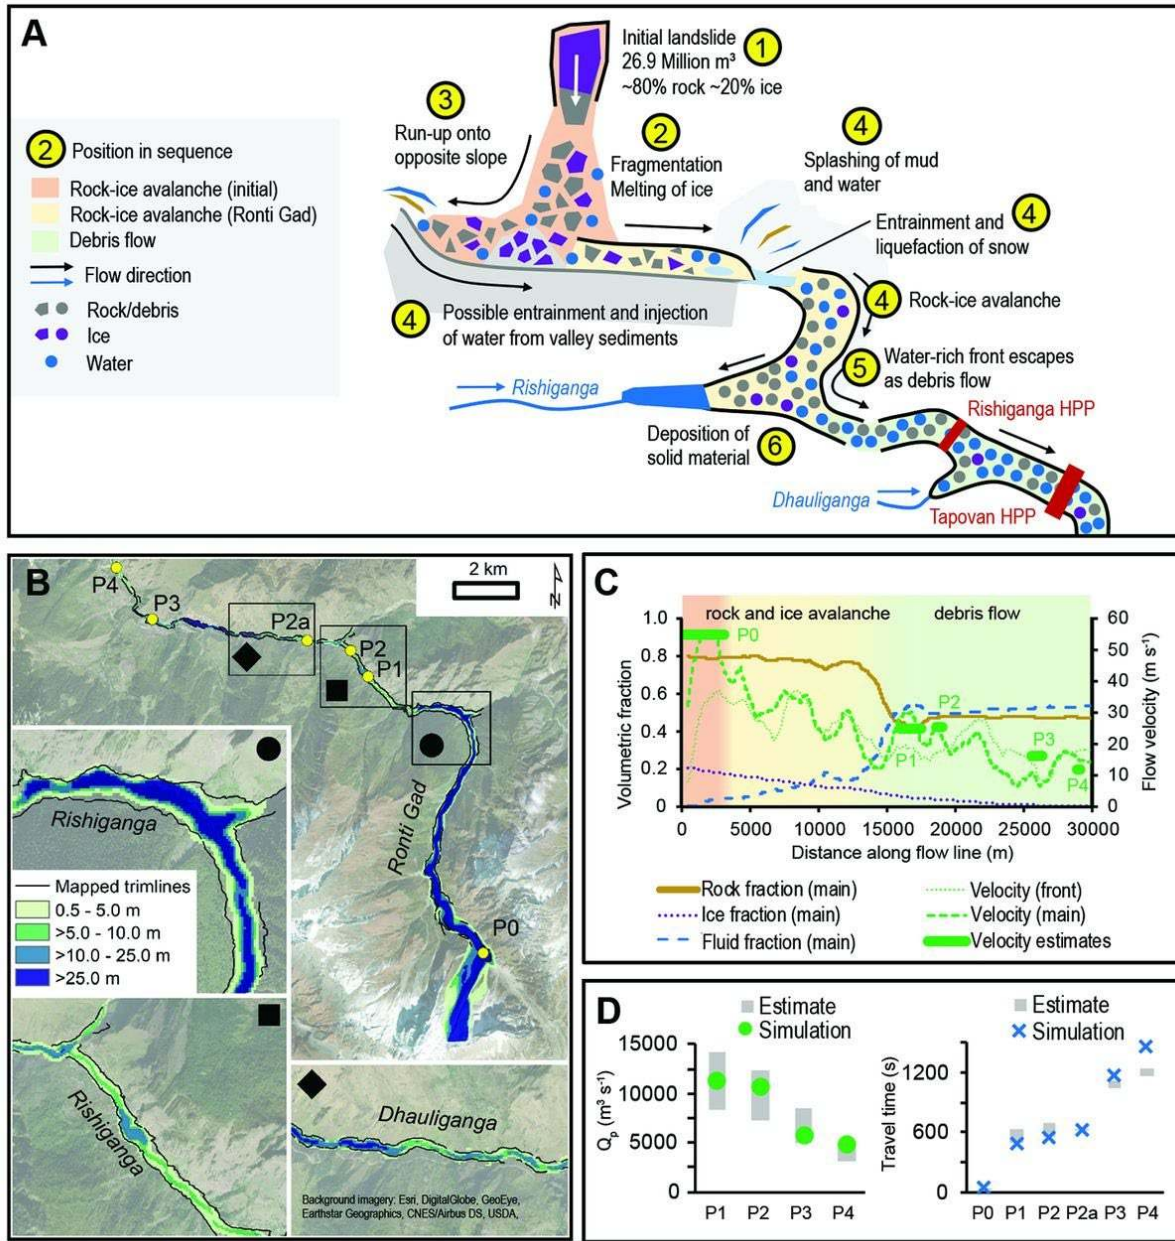 A
Initial landslide
26.9 Million m³
~80% rock ~20% ice
1
3
Run-up onto
opposite slope
2
Fragmentation
Melting of ice
4
Splashing of mud
and water
Entrainment and
liquefaction of snow
4
2 Position in sequence
Rock-ice avalanche (initial)
Rock-ice avalanche (Ronti Gad)
Debris flow
Flow direction
Rock/debris
Ice
Water
4 Possible entrainment and injection
of water from valley sediments
4 Rock-ice avalanche
5 Water-rich front escapes
as debris flow
Rishiganga
Rishiganga HPP
Deposition of
solid material
6
Dhauliganga
Tapovan HPP
B
2 km
N
P4
P3
P2a
P2
P1
Ronti Gad
P0
Rishiganga
Mapped trimlines
0.5 - 5.0 m
>5.0 - 10.0 m
>10.0 - 25.0 m
>25.0 m
Rishiganga
Dhauliganga
Background imagery: Esri, DigitalGlobe, GeoEye,
Earthstar Geographics, CNES/Airbus DS, USDA,
C
rock and ice avalanche
debris flow
Volumetric fraction
1.0
0.8
0.6
0.4
0.2
0
Flow velocity (m s⁻¹)
60
50
40
30
20
10
0
P0
P1
P2
P3
P4
0 5000 10000 15000 20000 25000 30000
Distance along flow line (m)
Rock fraction (main)
Ice fraction (main)
Fluid fraction (main)
Velocity (front)
Velocity (main)
Velocity estimates
D
Estimate
Simulation
Qₚ (m³ s⁻¹)
15000
10000
5000
0
P1 P2 P3 P4
Estimate
Simulation
Travel time (s)
1200
600
0
P0 P1 P2 P2a P3 P4